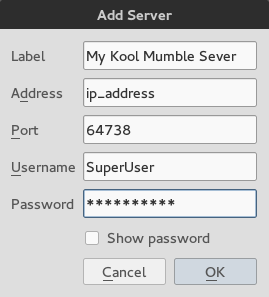 Add Server
Label My Kool Mumble Sever
Address ip_address
Port 64738
Username SuperUser
Password **********
Show password
Cancel OK